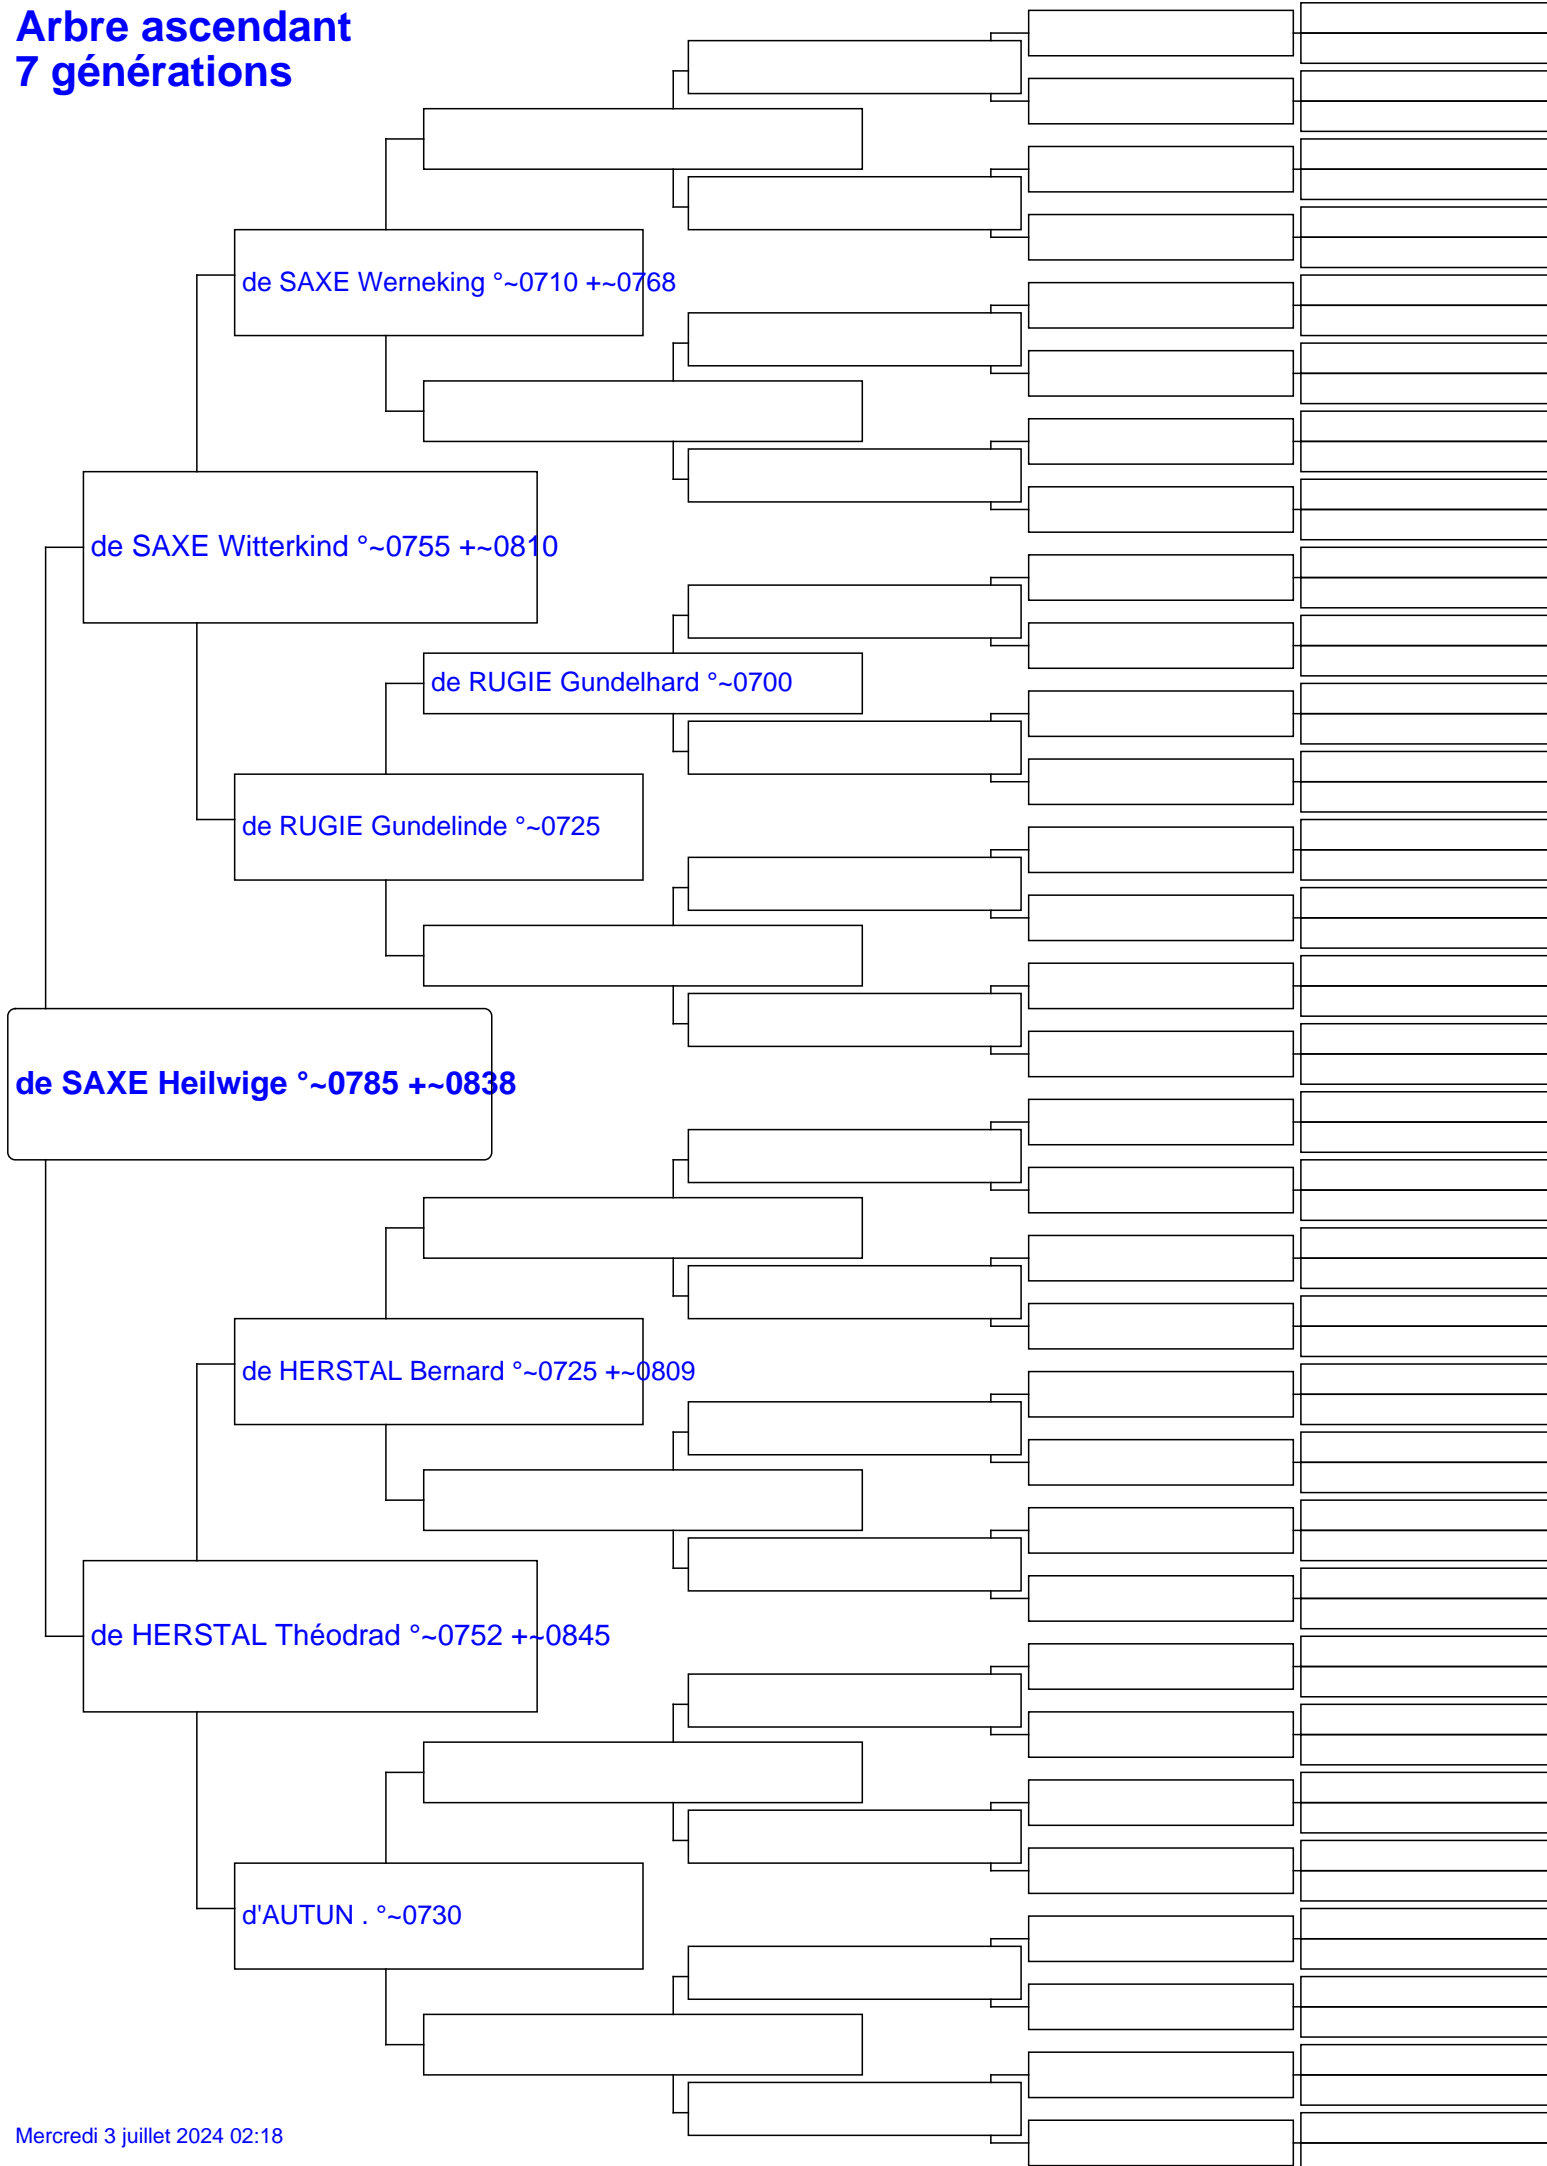 Arbre ascendant
7 générations
de SAXE Werneking °~0710 +~0768
de SAXE Witterkind °~0755 +~0810
de RUGIE Gundelhard °~0700
de RUGIE Gundelinde °~0725
de SAXE Heilwige °~0785 +~0838
de HERSTAL Bernard °~0725 +~0809
de HERSTAL Théodrad °~0752 +~0845
d'AUTUN . °~0730
Mercredi 3 juillet 2024 02:18